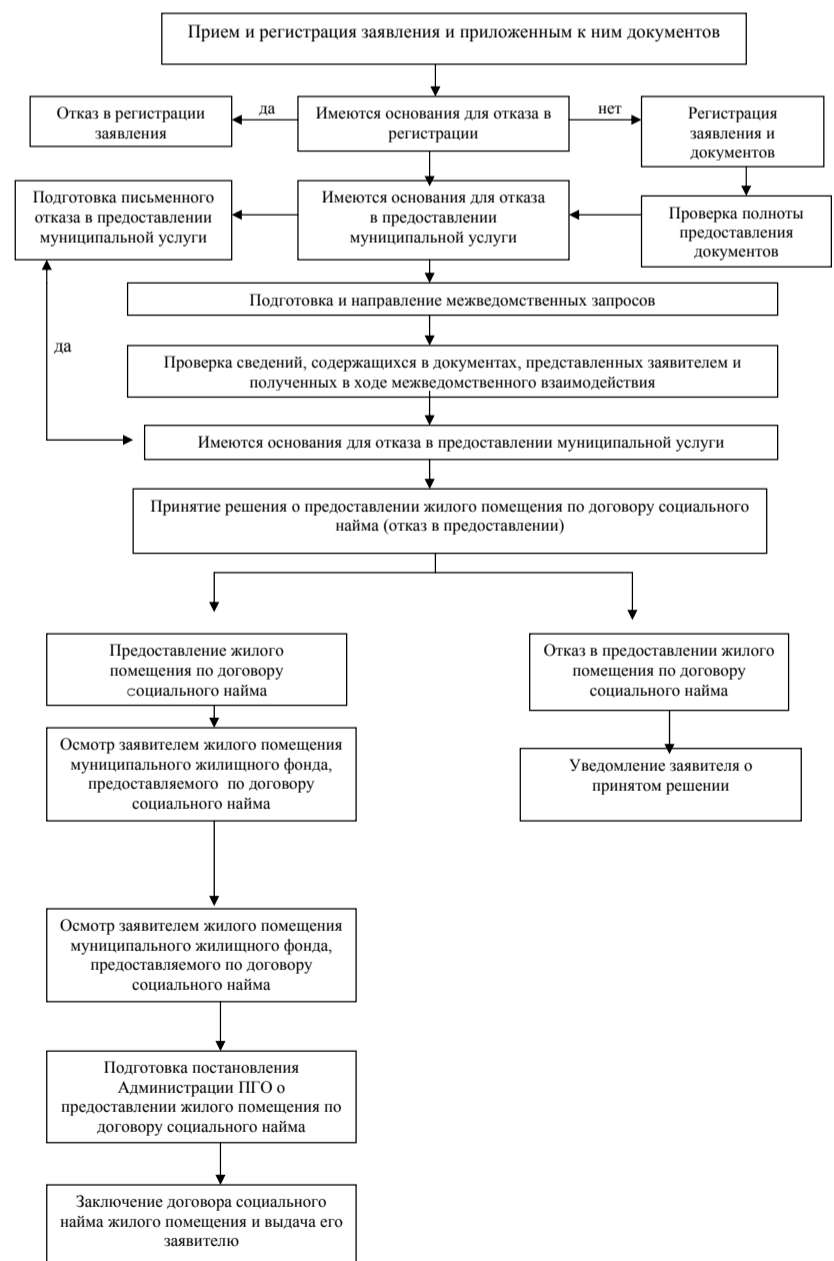 Прием и регистрация заявления и приложенным к ним документов
Отказ в регистрации
заявления
да
Имеются основания для отказа в
регистрации
нет
Регистрация
заявления и
документов
Подготовка письменного
отказа в предоставлении
муниципальной услуги
Имеются основания для отказа
в предоставлении
муниципальной услуги
Проверка полноты
предоставления
документов
Подготовка и направление межведомственных запросов
да
Проверка сведений, содержащихся в документах, представленных заявителем и
полученных в ходе межведомственного взаимодействия
Имеются основания для отказа в предоставлении муниципальной услуги
Принятие решения о предоставлении жилого помещения по договору социального
найма (отказ в предоставлении)
Предоставление жилого
помещения по договору
социального найма
Отказ в предоставлении жилого
помещения по договору
социального найма
Осмотр заявителем жилого помещения
муниципального жилищного фонда,
предоставляемого по договору
социального найма
Уведомление заявителя о
принятом решении
Осмотр заявителем жилого помещения
муниципального жилищного фонда,
предоставляемого по договору
социального найма
Подготовка постановления
Администрации ПГО о
предоставлении жилого помещения по
договору социального найма
Заключение договора социального
найма жилого помещения и выдача его
заявителю